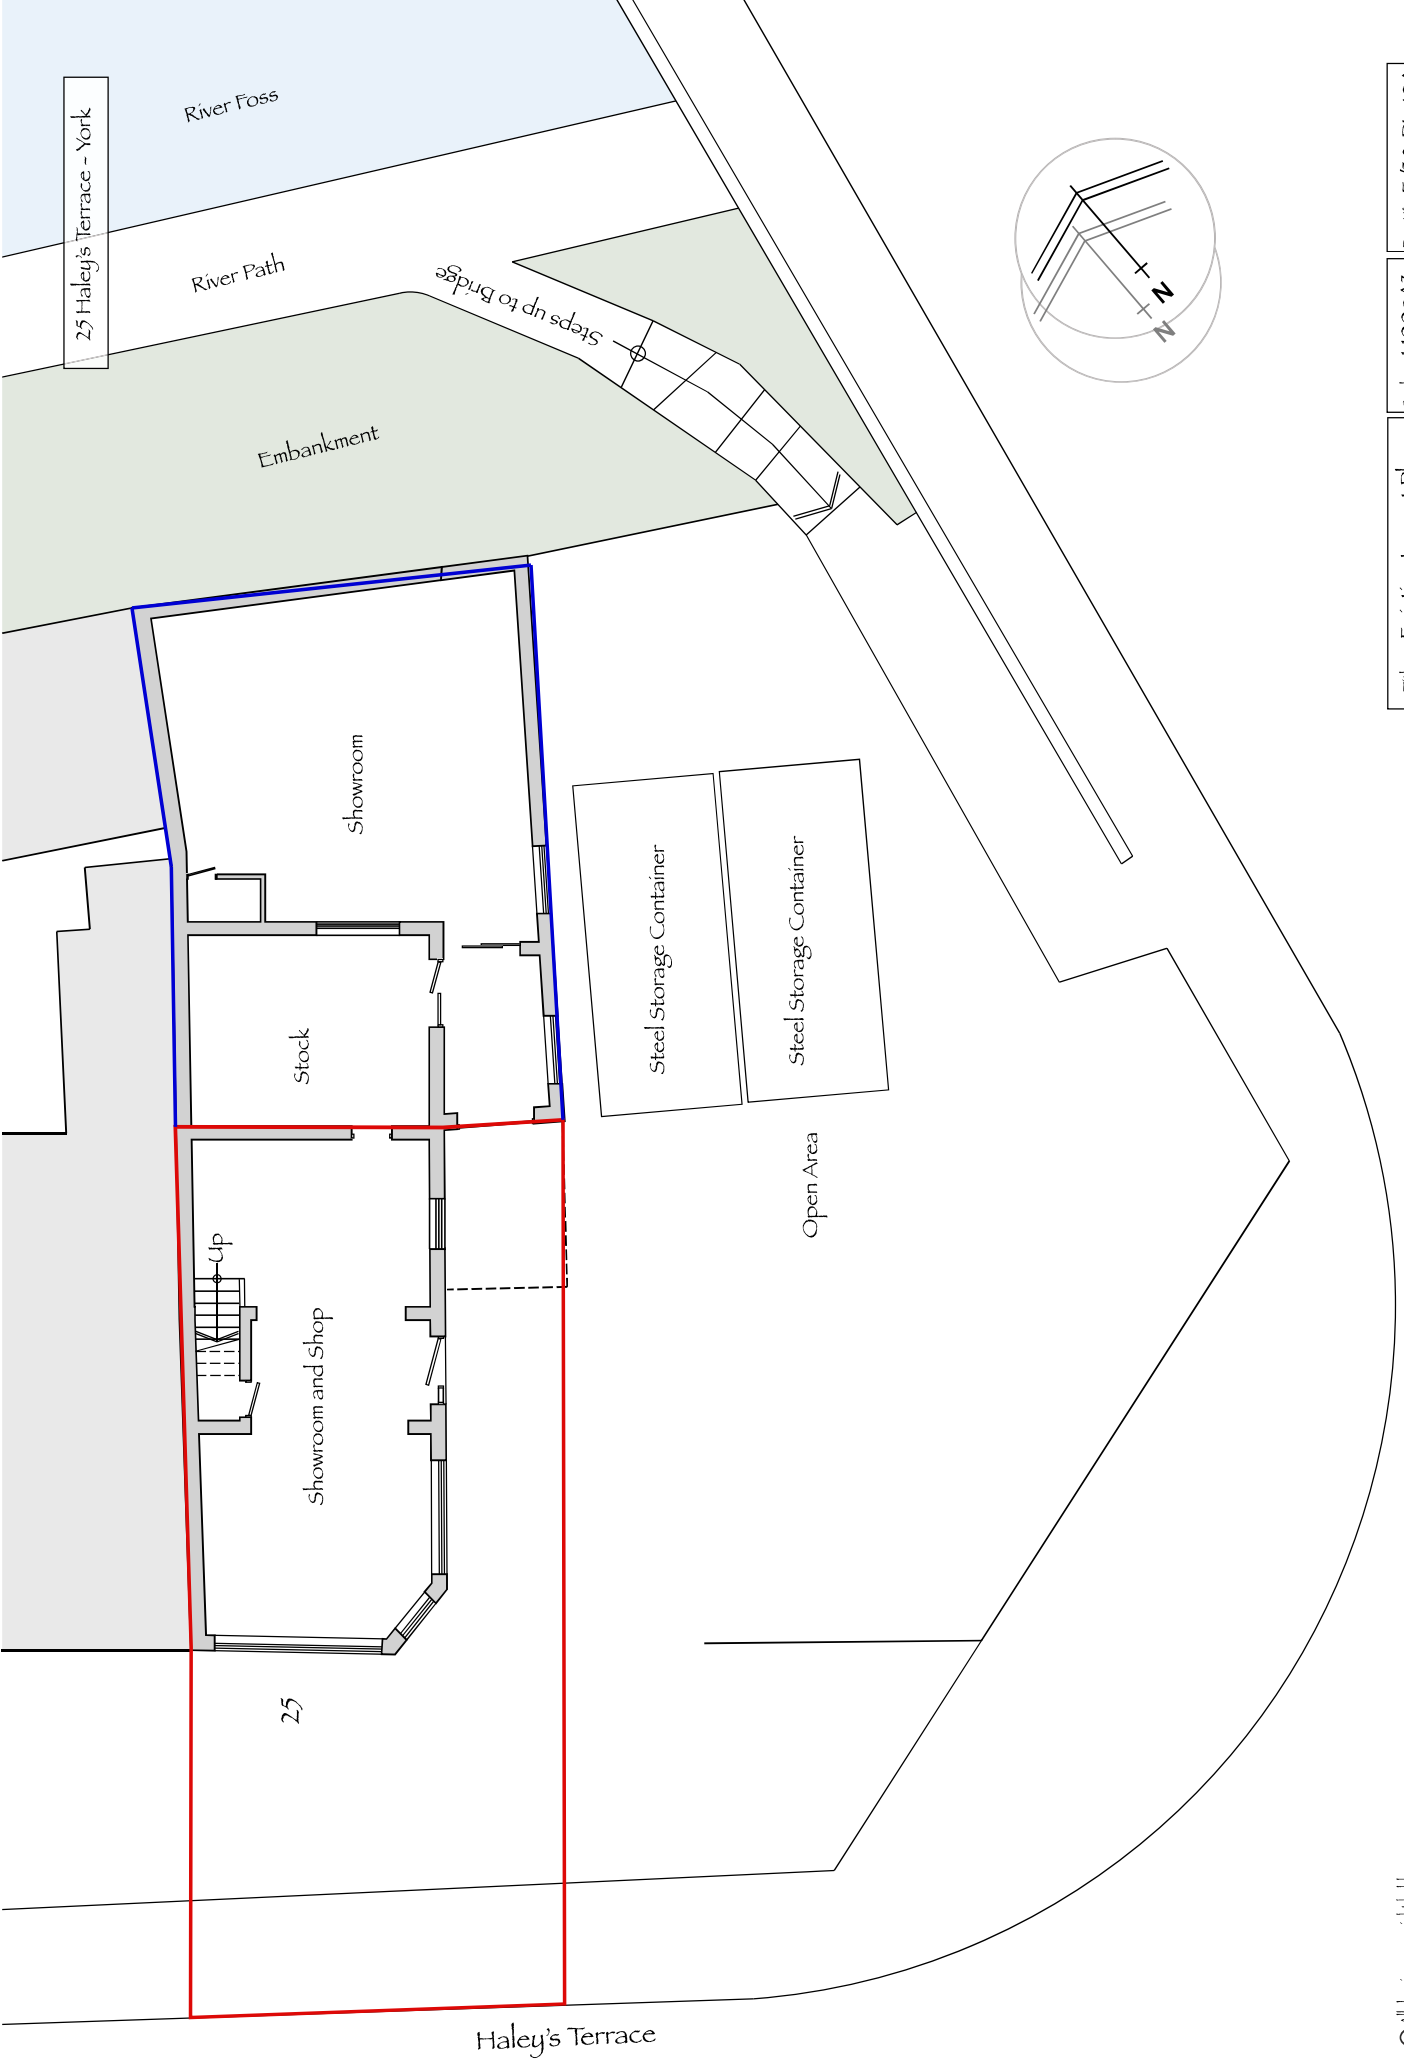 25 Haley's Terrace - York
River Foss
River Path
Steps up to Bridge
Embankment
N
N
Showroom
Stock
Steel Storage Container
Steel Storage Container
Open Area
Up
Showroom and Shop
25
Haley's Terrace